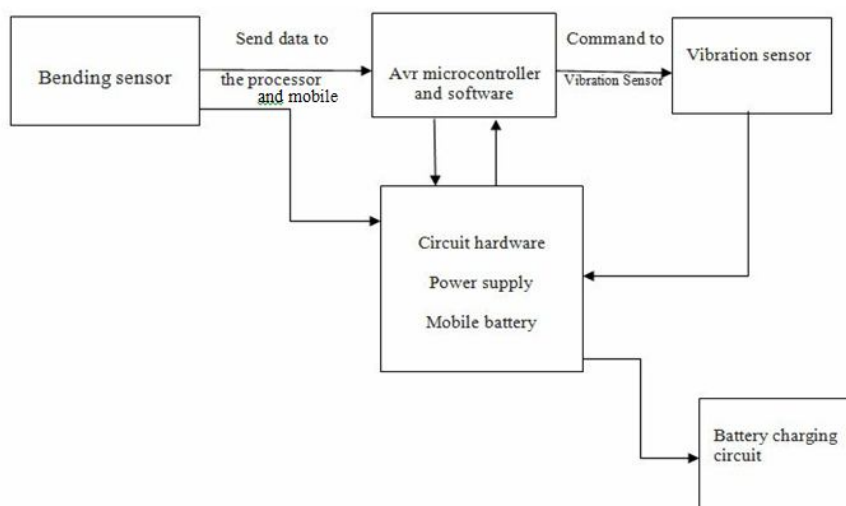 Bending sensor
Send data to
the processor
and mobile
Avr microcontroller
and software
Command to
Vibration Sensor
Vibration sensor
Circuit hardware
Power supply
Mobile battery
Battery charging
circuit